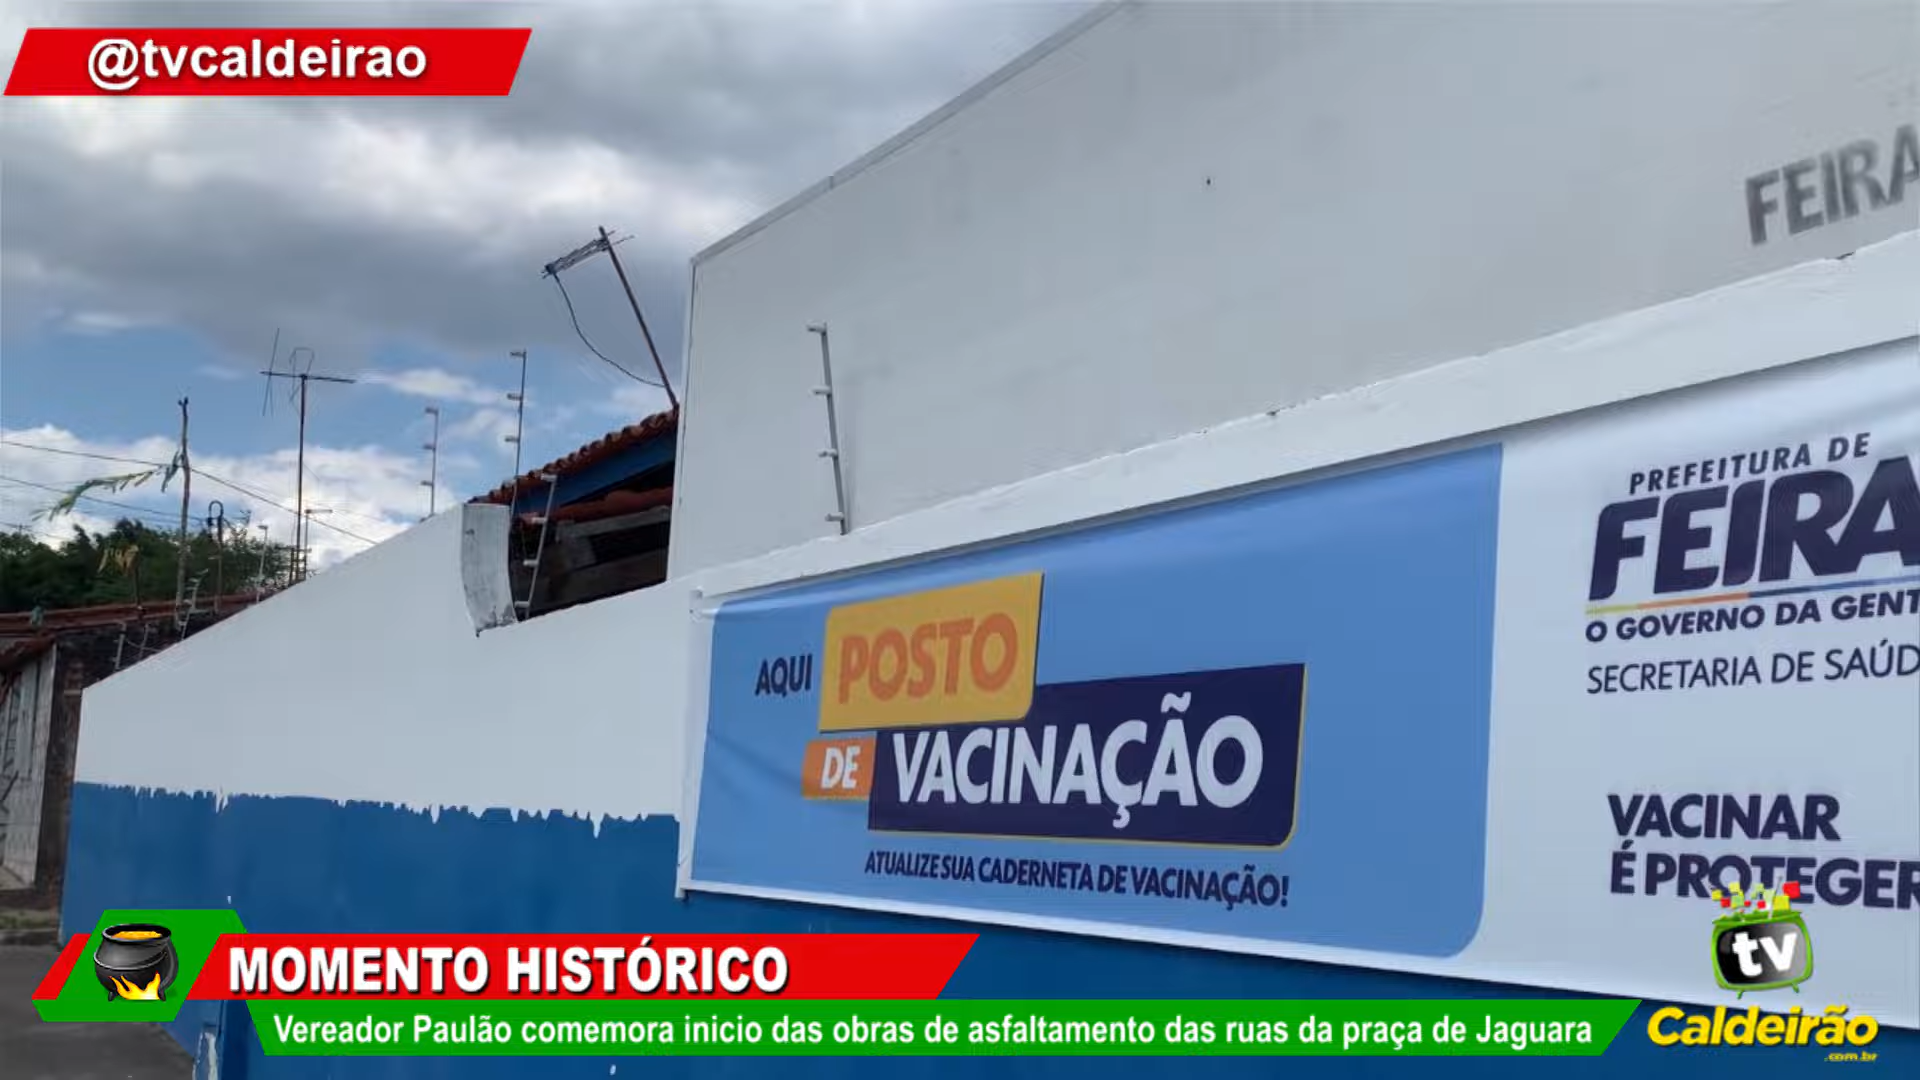 @tvcaldeirao
FEIRA
PREFEITURA DE
FEIRA
O GOVERNO DA GENT
SECRETARIA DE SAÚD
AQUI POSTO
DE VACINAÇÃO
ATUALIZE SUA CADERNETA DE VACINAÇÃO!
VACINAR
É PROTEGER
MOMENTO HISTÓRICO
Vereador Paulão comemora inicio das obras de asfaltamento das ruas da praça de Jaguara
tv
Caldeirão
.com.br